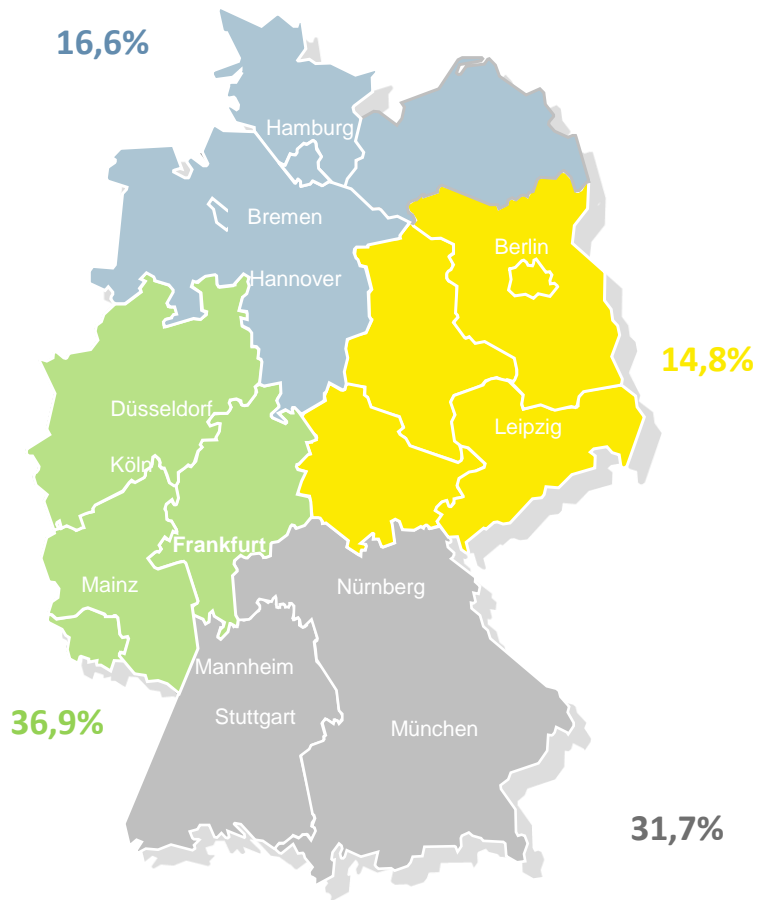 16,6%
Hamburg
Bremen
Berlin
Hannover
14,8%
Düsseldorf
Leipzig
Köln
Frankfurt
Mainz
Nürnberg
Mannheim
36,9%
Stuttgart
München
31,7%